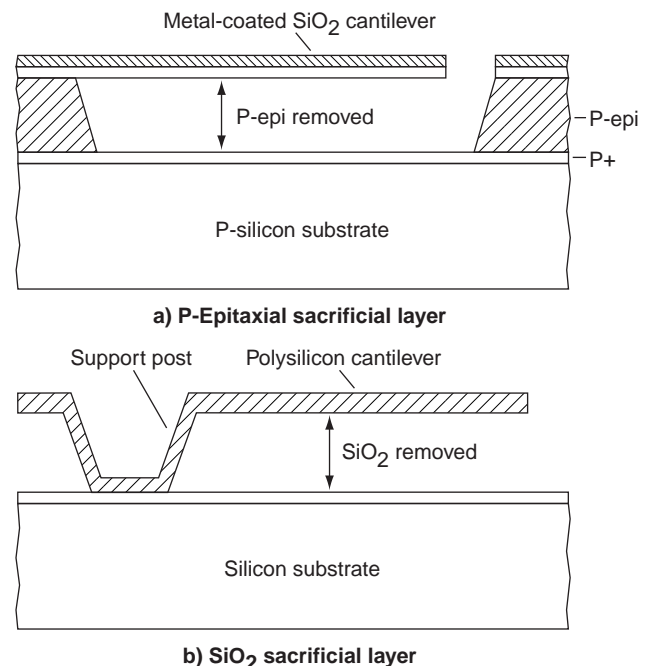 Metal-coated SiO₂ cantilever
P-epi removed
P-epi
P+
P-silicon substrate
a) P-Epitaxial sacrificial layer
Support post
Polysilicon cantilever
SiO₂ removed
Silicon substrate
b) SiO₂ sacrificial layer